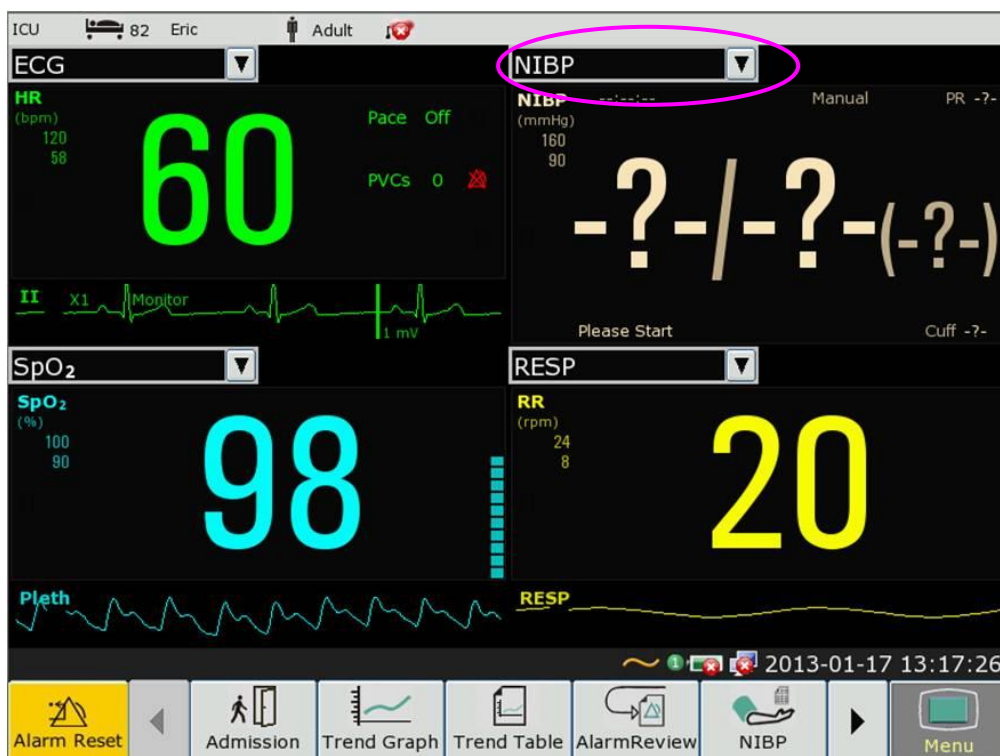 ICU 82 Eric Adult
ECG
HR
(bpm)
120
58
60
Pace Off
PVCs 0
II X1 Monitor
1 mV
NIBP
NIBP --:--:-- Manual PR -?-
(mmHg)
160
90
-?-/-?-(-?-)
Please Start Cuff -?-
SpO₂
SpO₂
(%)
100
90
98
Pleth
RESP
RR
(rpm)
24
8
20
RESP
1 2013-01-17 13:17:26
Alarm Reset Admission Trend Graph Trend Table AlarmReview NIBP Menu